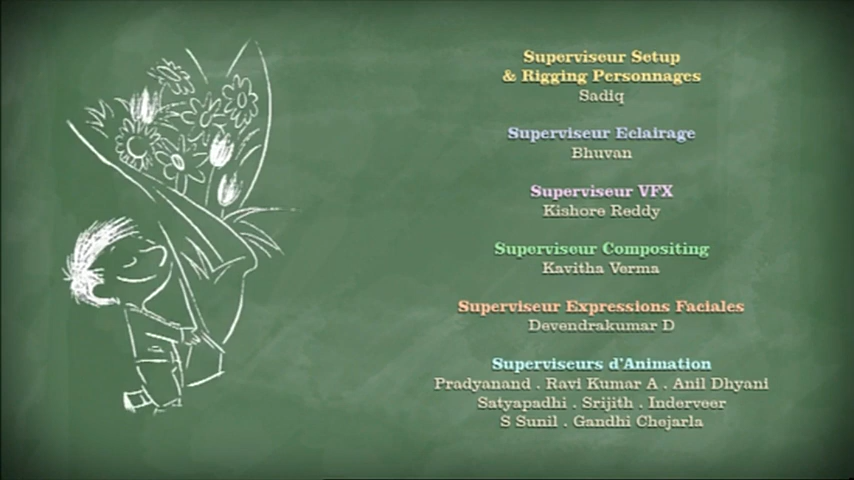 Superviseur Setup
& Rigging Personnages
Sadiq
Superviseur Eclairage
Bhuvan
Superviseur VFX
Kishore Reddy
Superviseur Compositing
Kavitha Verma
Superviseur Expressions Faciales
Devendrakumar D
Superviseurs d'Animation
Pradyanand . Ravi Kumar A . Anil Dhyani
Satyapadhi . Srijith . Inderveer
S Sunil . Gandhi Chejarla